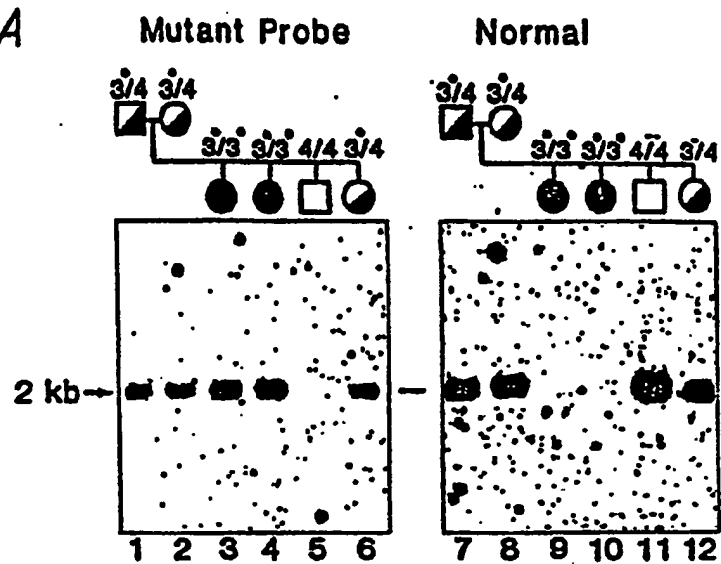 A
Mutant Probe Normal
3/4 3/4 3/4 3/4
3/3 3/3 4/4 3/4 3/3 3/3 4/4 3/4
2 kb
1 2 3 4 5 6 7 8 9 10 11 12